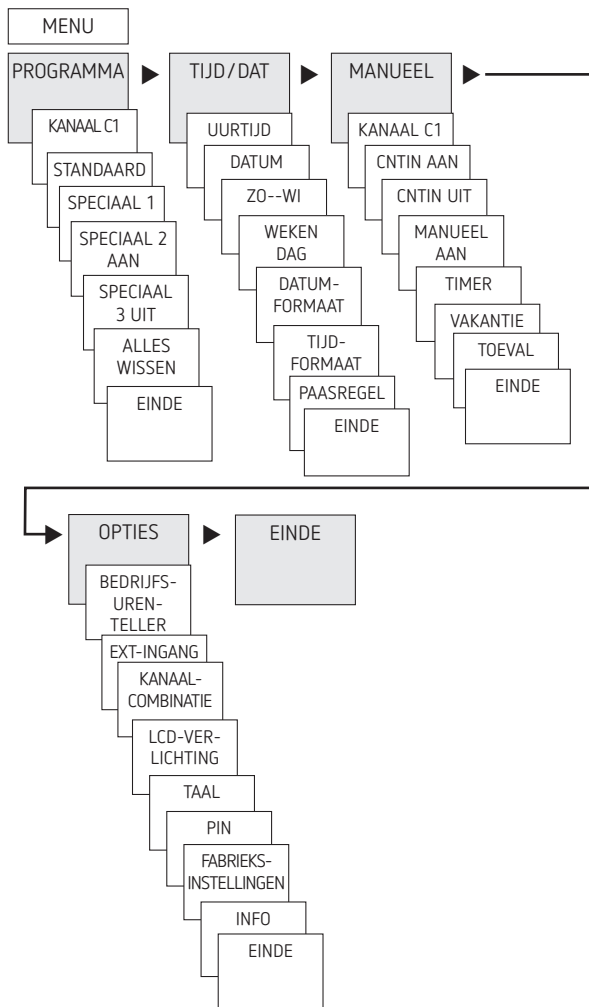 MENU
PROGRAMMA
KANAAL C1
STANDAARD
SPECIAAL 1
SPECIAAL 2
AAN
SPECIAAL
3 UIT
ALLES
WISSEN
EINDE
TIJD/DAT
UURTIJD
DATUM
ZO--WI
WEKEN
DAG
DATUM-
FORMAAT
TIJD-
FORMAAT
PAASREGEL
EINDE
MANUEEL
KANAAL C1
CNTIN AAN
CNTIN UIT
MANUEEL
AAN
TIMER
VAKANTIE
TOEVAL
EINDE
OPTIES
BEDRIJFS-
UREN-
TELLER
EXT-INGANG
KANAAL-
COMBINATIE
LCD-VER-
LICHTING
TAAL
PIN
FABRIEKS-
INSTELLINGEN
INFO
EINDE
EINDE